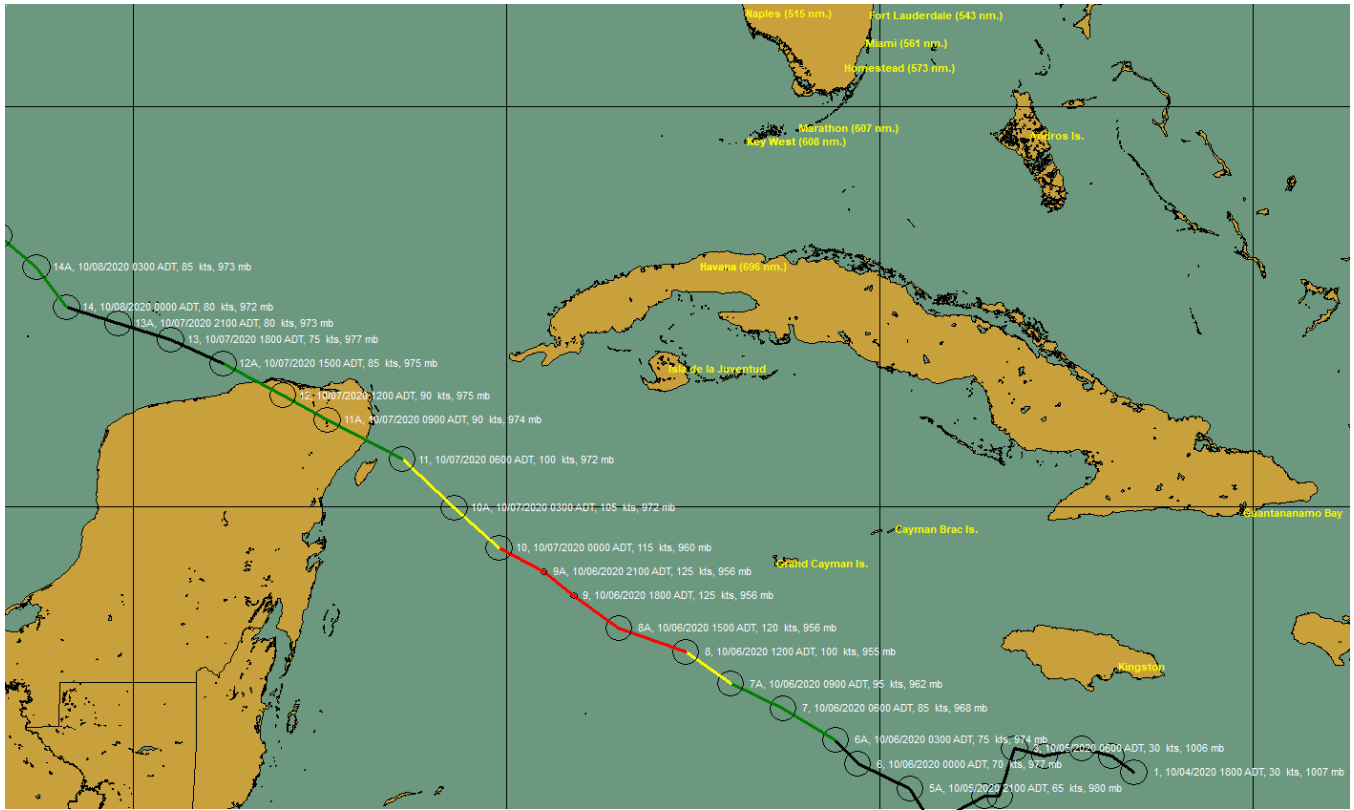 Naples (515 nm.)
Fort Lauderdale (543 nm.)
Miami (561 nm.)
Homestead (573 nm.)
Marathon (607 nm.)
Key West (608 nm.)
Andros Is.
Havana (696 nm.)
14A, 10/08/2020 0300 ADT, 85 kts, 973 mb
14, 10/08/2020 0000 ADT, 80 kts, 972 mb
13A, 10/07/2020 2100 ADT, 80 kts, 973 mb
13, 10/07/2020 1800 ADT, 75 kts, 977 mb
12A, 10/07/2020 1500 ADT, 85 kts, 975 mb
Isla de la Juventud
12, 10/07/2020 1200 ADT, 90 kts, 975 mb
11A, 10/07/2020 0900 ADT, 90 kts, 974 mb
11, 10/07/2020 0600 ADT, 100 kts, 972 mb
10A, 10/07/2020 0300 ADT, 105 kts, 972 mb
Guantananamo Bay
Cayman Brac Is.
10, 10/07/2020 0000 ADT, 115 kts, 960 mb
Grand Cayman Is.
9A, 10/06/2020 2100 ADT, 125 kts, 956 mb
9, 10/06/2020 1800 ADT, 125 kts, 956 mb
8A, 10/06/2020 1500 ADT, 120 kts, 956 mb
8, 10/06/2020 1200 ADT, 100 kts, 955 mb
Kingston
7A, 10/06/2020 0900 ADT, 95 kts, 962 mb
7, 10/06/2020 0600 ADT, 85 kts, 968 mb
6A, 10/06/2020 0300 ADT, 75 kts, 974 mb
3, 10/05/2020 0600 ADT, 30 kts, 1006 mb
6, 10/06/2020 0000 ADT, 70 kts, 977 mb
1, 10/04/2020 1800 ADT, 30 kts, 1007 mb
5A, 10/05/2020 2100 ADT, 65 kts, 980 mb